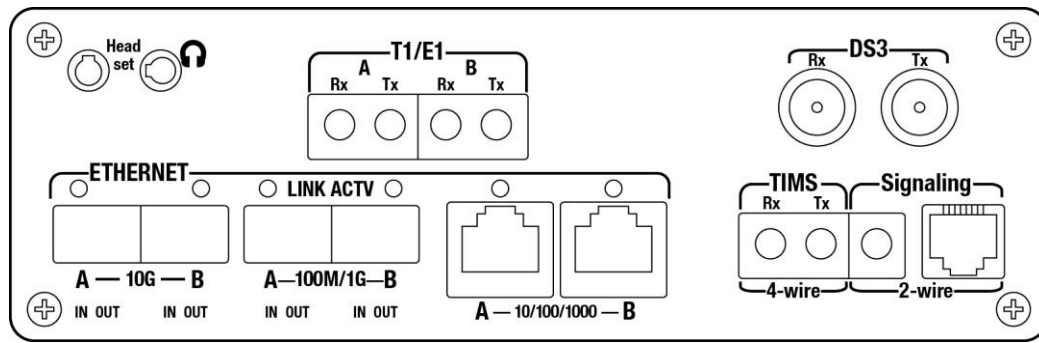 Head
set
T1/E1
A B
Rx Tx Rx Tx
DS3
Rx Tx
ETHERNET
LINK ACTV
A — 10G — B
IN OUT IN OUT
A—100M/1G—B
IN OUT IN OUT
A — 10/100/1000 — B
TIMS
Rx Tx
4-wire
Signaling
2-wire